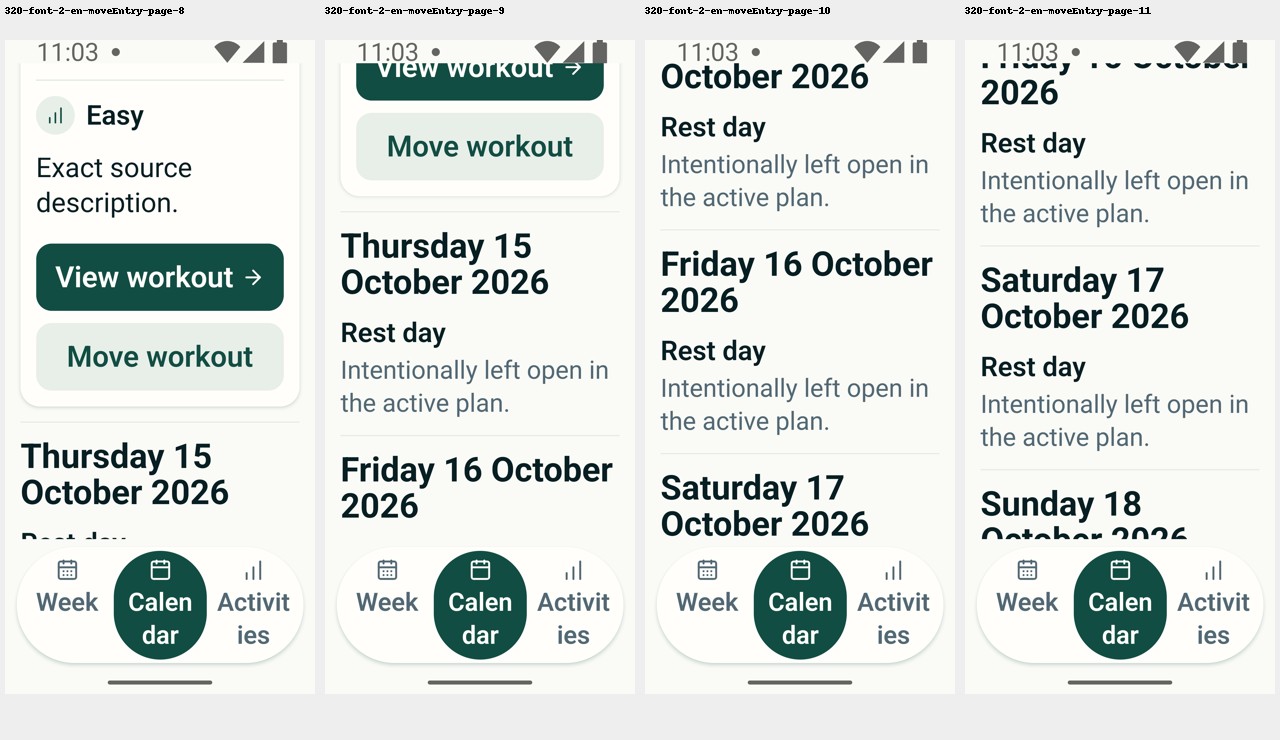 320-font-2-en-moveEntry-page-8
11:03
Easy
Exact source
description.
View workout →
Move workout
Thursday 15
October 2026
Rest day
Week
Calen
dar
Activit
ies
320-font-2-en-moveEntry-page-9
11:03
View workout →
Move workout
Thursday 15
October 2026
Rest day
Intentionally left open in
the active plan.
Friday 16 October
2026
Week
Calen
dar
Activit
ies
320-font-2-en-moveEntry-page-10
11:03
October 2026
Rest day
Intentionally left open in
the active plan.
Friday 16 October
2026
Rest day
Intentionally left open in
the active plan.
Saturday 17
October 2026
Week
Calen
dar
Activit
ies
320-font-2-en-moveEntry-page-11
11:03
Friday 16 October
2026
Rest day
Intentionally left open in
the active plan.
Saturday 17
October 2026
Rest day
Intentionally left open in
the active plan.
Sunday 18
October 2026
Week
Calen
dar
Activit
ies